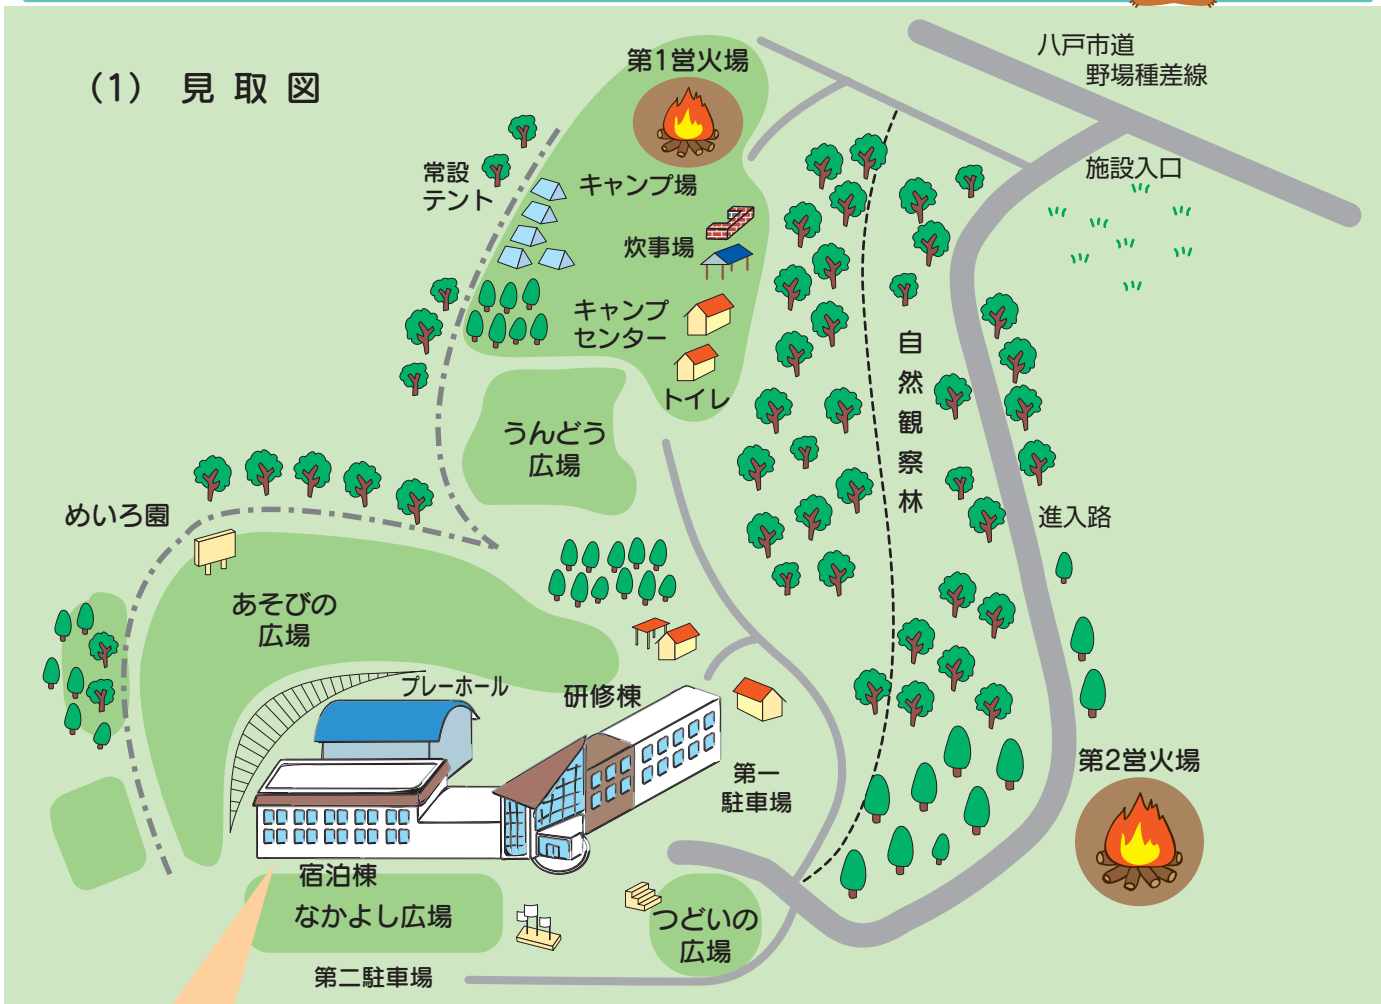 (1) 見取図
八戸市道
野場種差線
第1営火場
施設入口
常設
テント
キャンプ場
炊事場
キャンプ
センター
トイレ
自然観察林
うんどう
広場
めいろ園
進入路
あそびの
広場
プレーホール
研修棟
第一
駐車場
第2営火場
宿泊棟
なかよし広場
つどいの
広場
第二駐車場